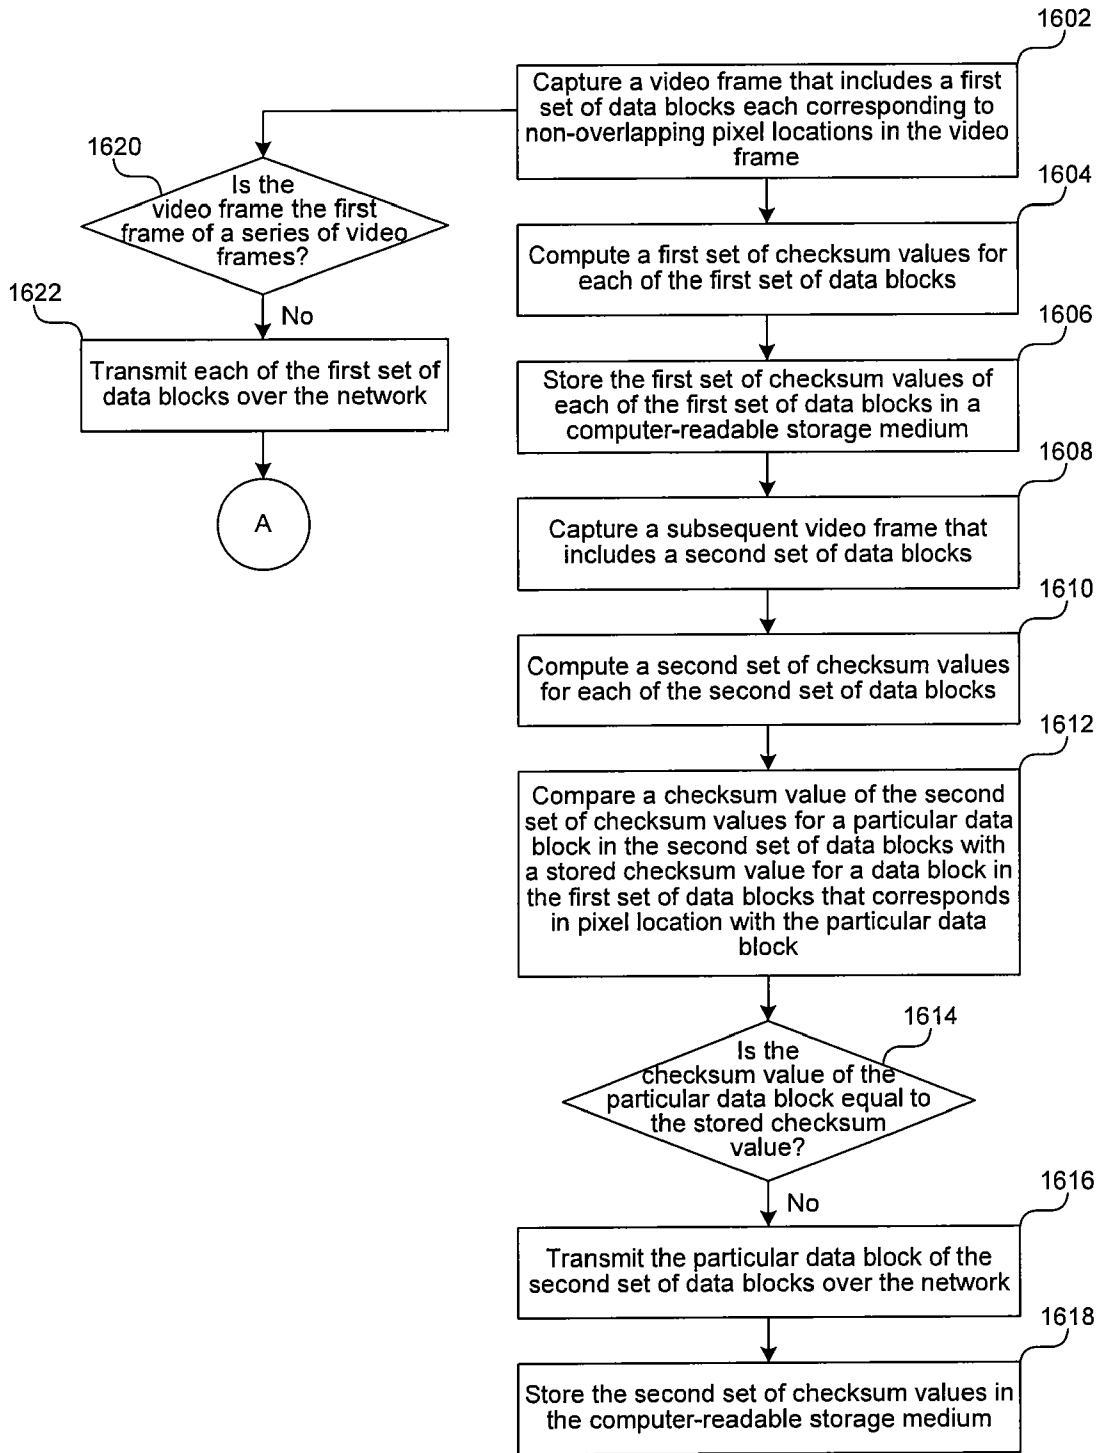 1602
Capture a video frame that includes a first
set of data blocks each corresponding to
non-overlapping pixel locations in the video
frame
1620
Is the
video frame the first
frame of a series of video
frames?
1604
Compute a first set of checksum values for
each of the first set of data blocks
1622
No
Transmit each of the first set of
data blocks over the network
1606
Store the first set of checksum values of
each of the first set of data blocks in a
computer-readable storage medium
A
1608
Capture a subsequent video frame that
includes a second set of data blocks
1610
Compute a second set of checksum values
for each of the second set of data blocks
1612
Compare a checksum value of the second
set of checksum values for a particular data
block in the second set of data blocks with
a stored checksum value for a data block in
the first set of data blocks that corresponds
in pixel location with the particular data
block
1614
Is the
checksum value of the
particular data block equal to
the stored checksum
value?
No
1616
Transmit the particular data block of the
second set of data blocks over the network
1618
Store the second set of checksum values in
the computer-readable storage medium